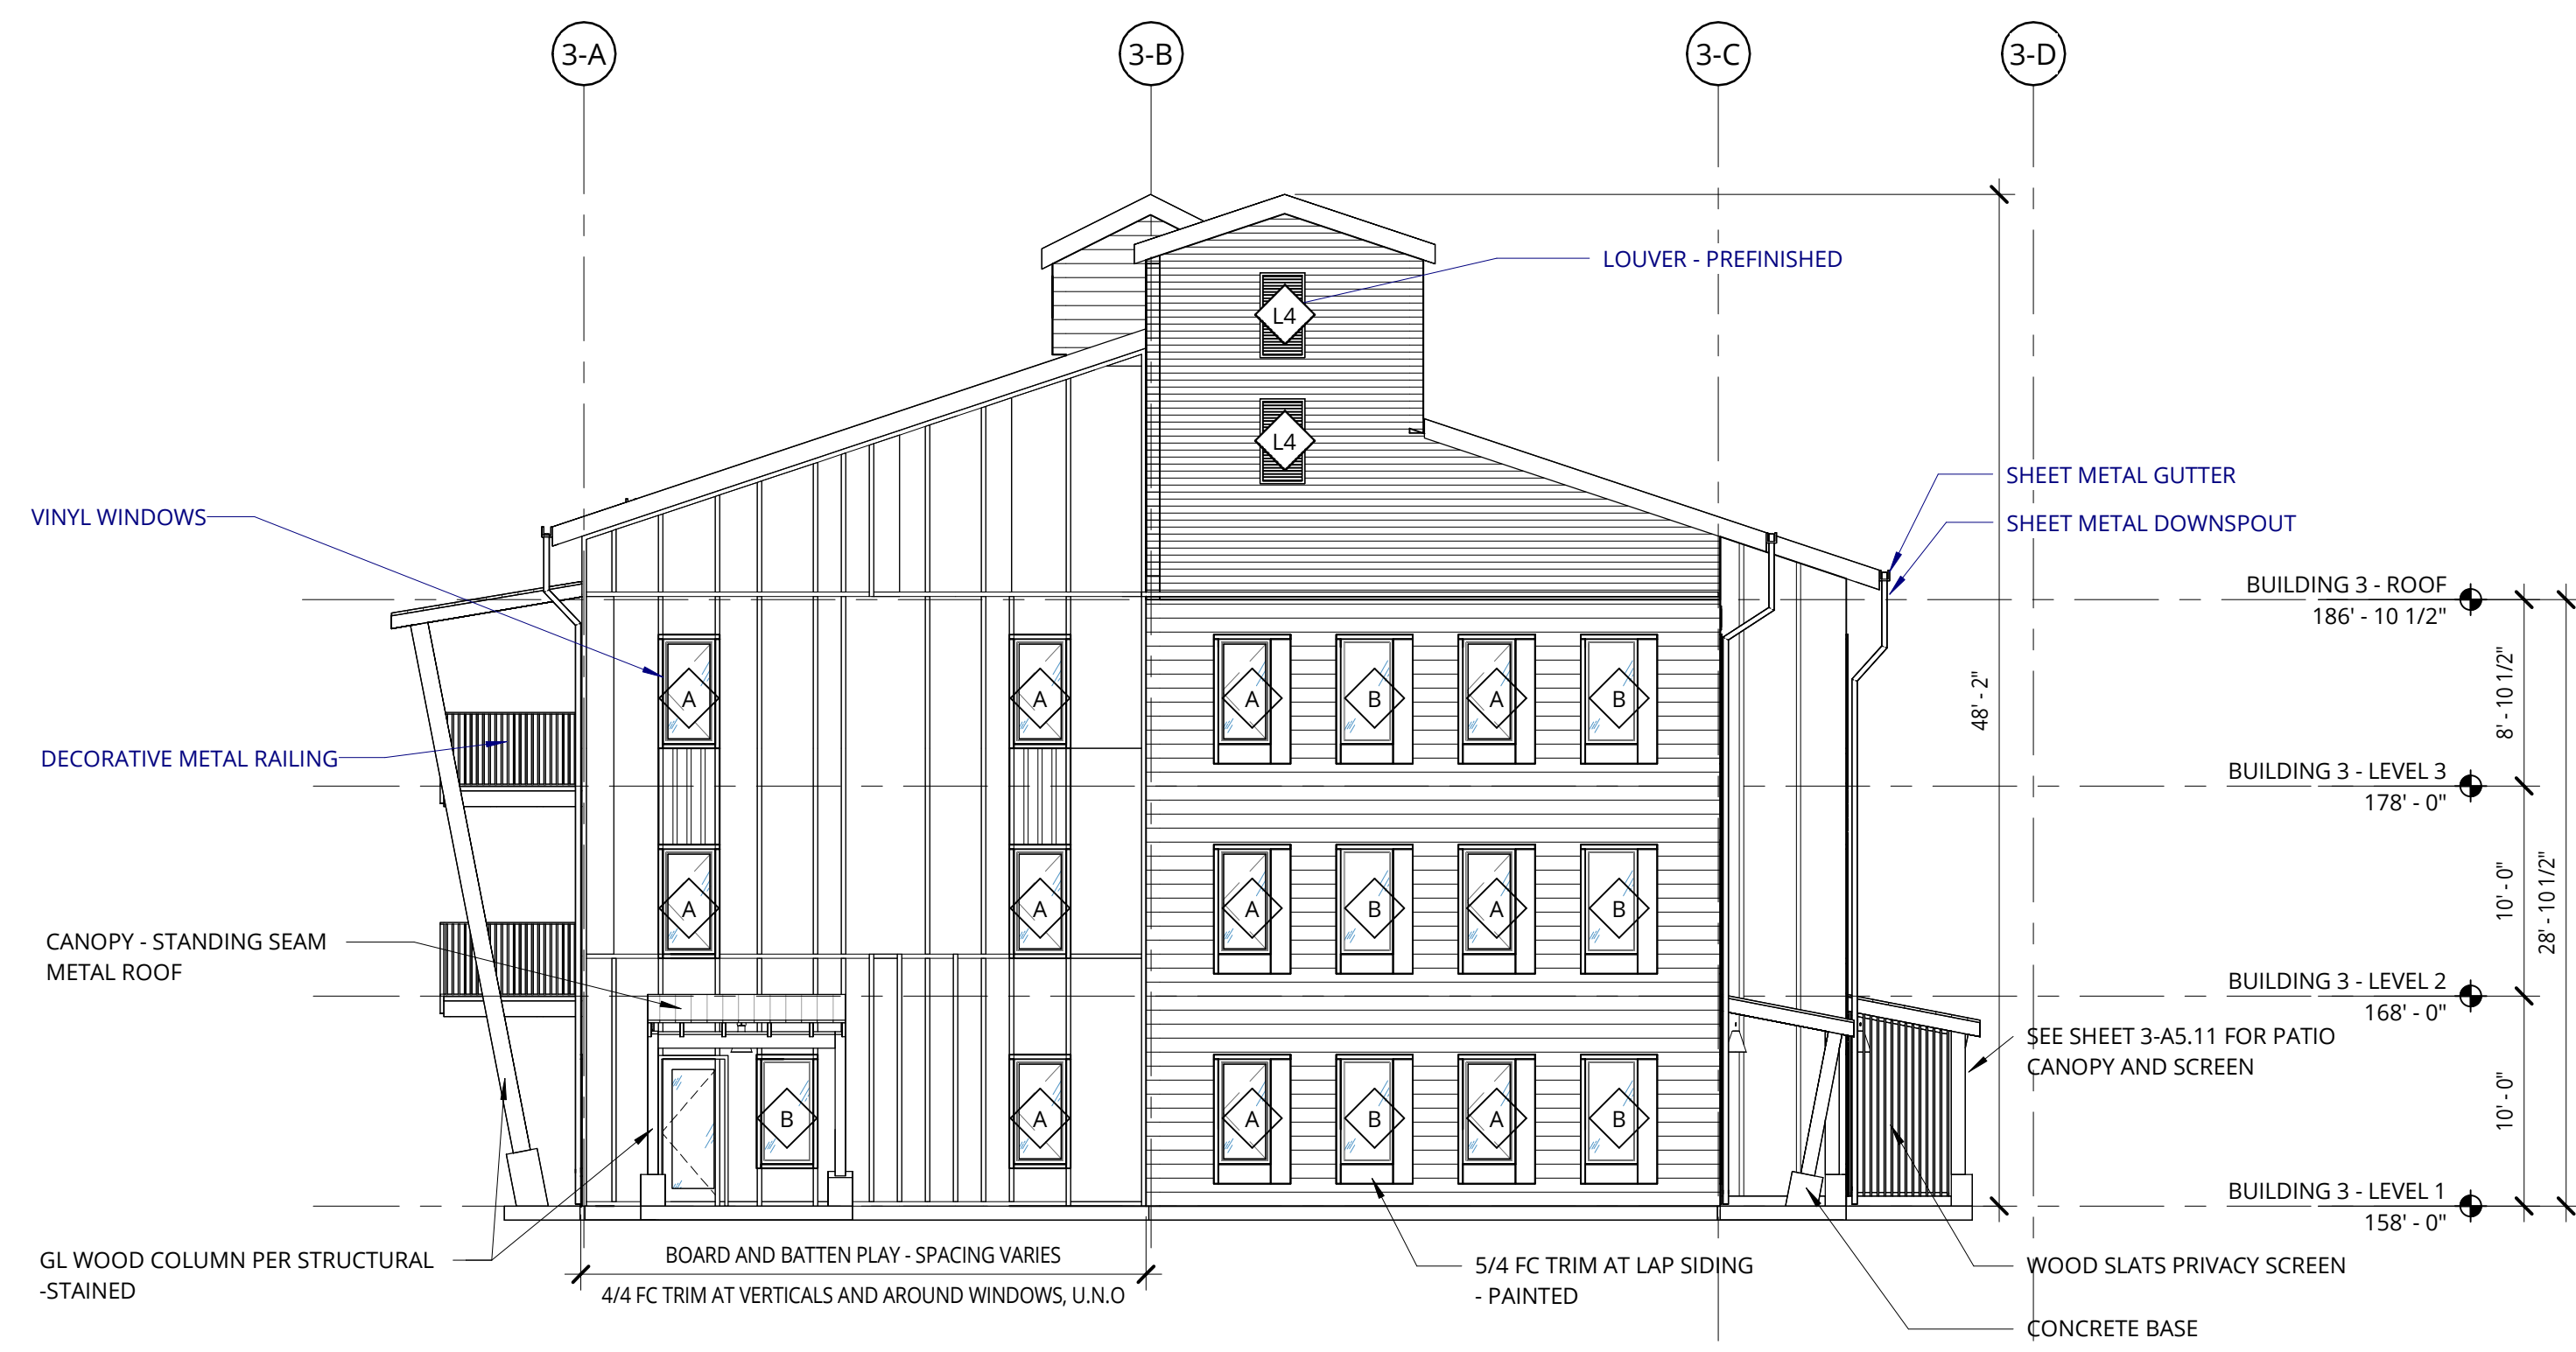 3-A
3-B
3-C
3-D
LOUVER - PREFINISHED
L4
L4
VINYL WINDOWS
SHEET METAL GUTTER
SHEET METAL DOWNSPOUT
BUILDING 3 - ROOF
186' - 10 1/2"
A
A
A
B
A
B
48' - 2"
8' - 10 1/2"
DECORATIVE METAL RAILING
BUILDING 3 - LEVEL 3
178' - 0"
A
A
A
B
A
B
10' - 0"
28' - 10 1/2"
CANOPY - STANDING SEAM
METAL ROOF
BUILDING 3 - LEVEL 2
168' - 0"
SEE SHEET 3-A5.11 FOR PATIO
CANOPY AND SCREEN
B
A
A
B
A
B
10' - 0"
BUILDING 3 - LEVEL 1
158' - 0"
GL WOOD COLUMN PER STRUCTURAL
-STAINED
BOARD AND BATTEN PLAY - SPACING VARIES
4/4 FC TRIM AT VERTICALS AND AROUND WINDOWS, U.N.O
5/4 FC TRIM AT LAP SIDING
- PAINTED
WOOD SLATS PRIVACY SCREEN
CONCRETE BASE